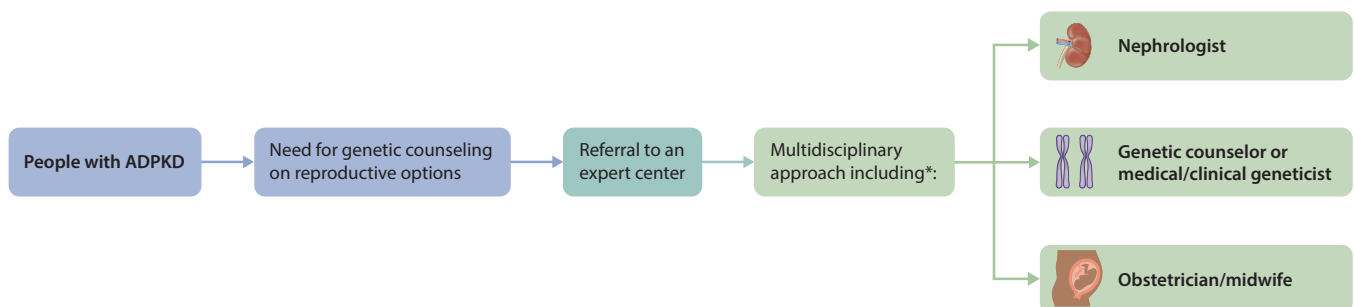 People with ADPKD
Need for genetic counseling
on reproductive options
Referral to an
expert center
Multidisciplinary
approach including*:
Nephrologist
Genetic counselor or
medical/clinical geneticist
Obstetrician/midwife